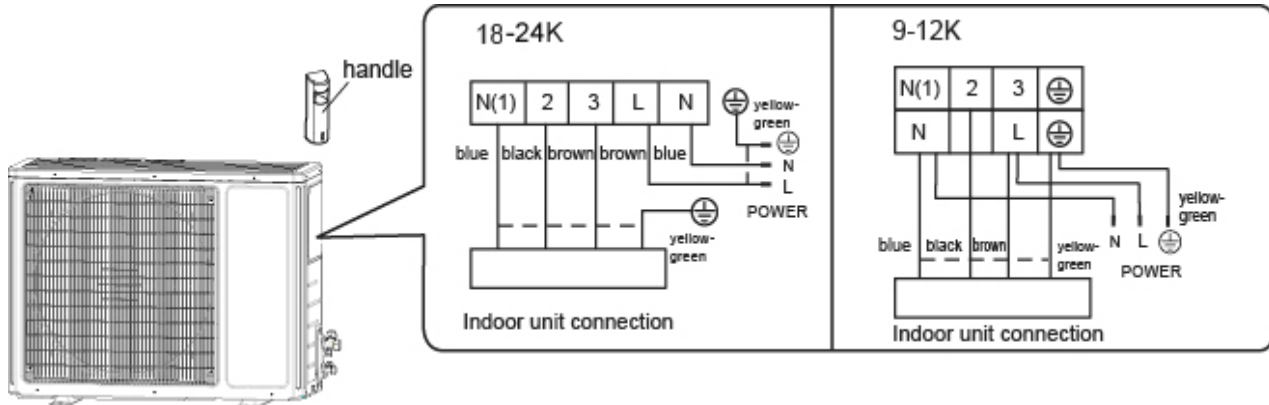 handle
18-24K
N(1) 2 3 L N
yellow-
green
blue black brown brown blue
N
L
POWER
yellow-
green
Indoor unit connection
9-12K
N(1) 2 3
N L
yellow-
green
blue black brown yellow-
green
N L
POWER
Indoor unit connection